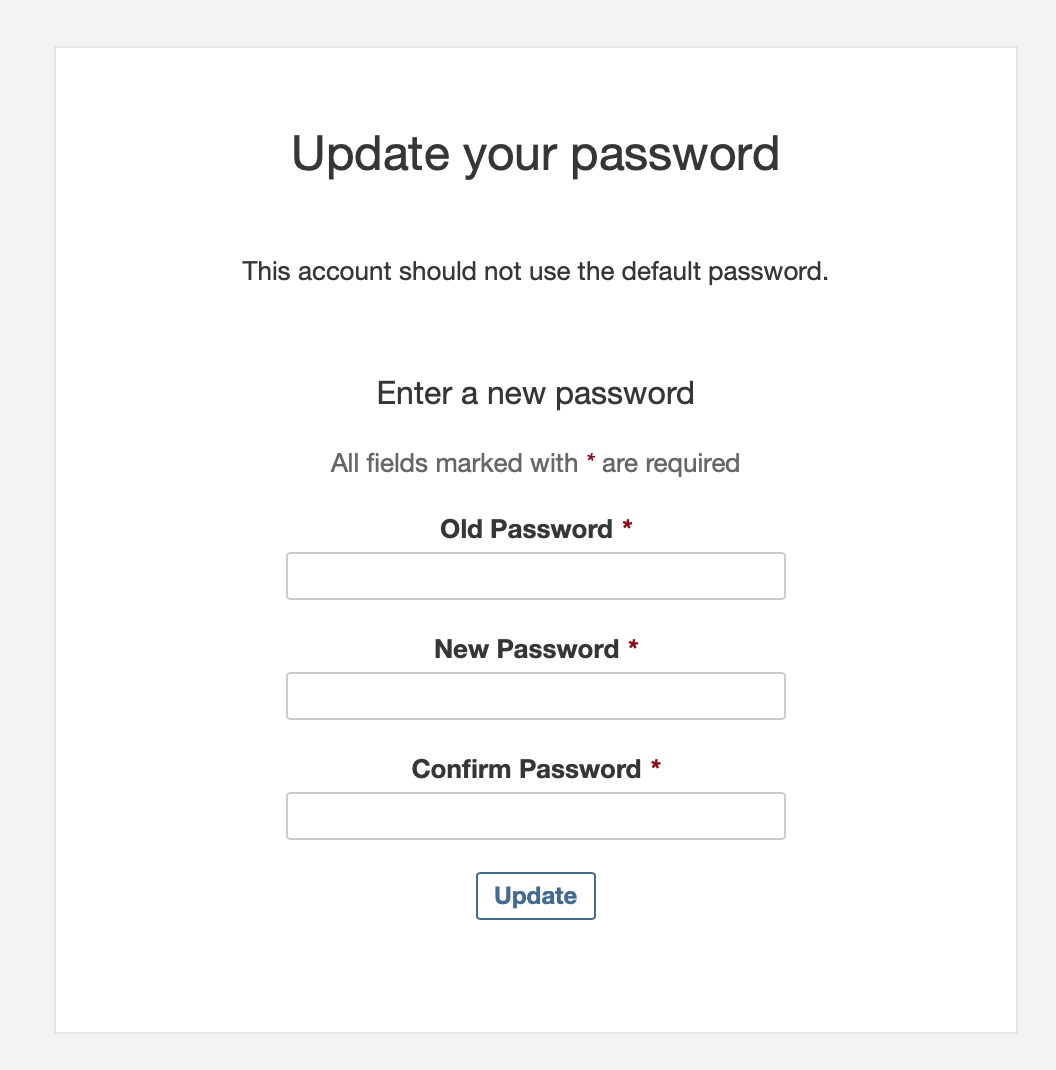 Update your password
This account should not use the default password.
Enter a new password
All fields marked with * are required
Old Password *
New Password *
Confirm Password *
Update